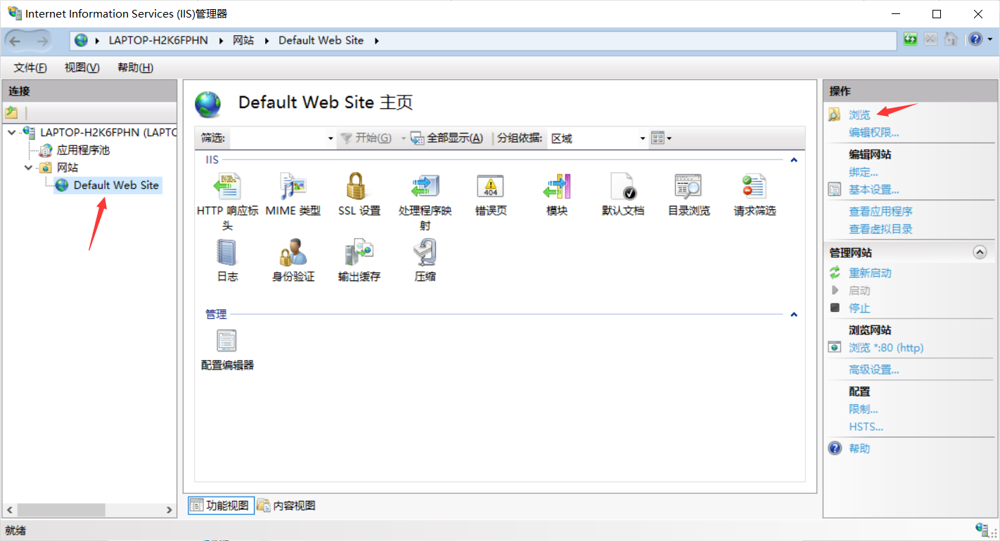 Internet Information Services (IIS)管理器
LAPTOP-H2K6FPHN
网站
Default Web Site
文件(F)
视图(V)
帮助(H)
连接
LAPTOP-H2K6FPHN (LAPTO
应用程序池
网站
Default Web Site
Default Web Site 主页
筛选:
开始(G)
全部显示(A)
分组依据:
区域
IIS
HTTP 响应标
头
MIME 类型
SSL 设置
处理程序映
射
404
错误页
模块
默认文档
目录浏览
请求筛选
日志
身份验证
输出缓存
压缩
管理
配置编辑器
功能视图
内容视图
操作
浏览
编辑权限...
编辑网站
绑定...
基本设置...
查看应用程序
查看虚拟目录
管理网站
重新启动
启动
停止
浏览网站
浏览 *:80 (http)
高级设置...
配置
限制...
HSTS...
帮助
就绪